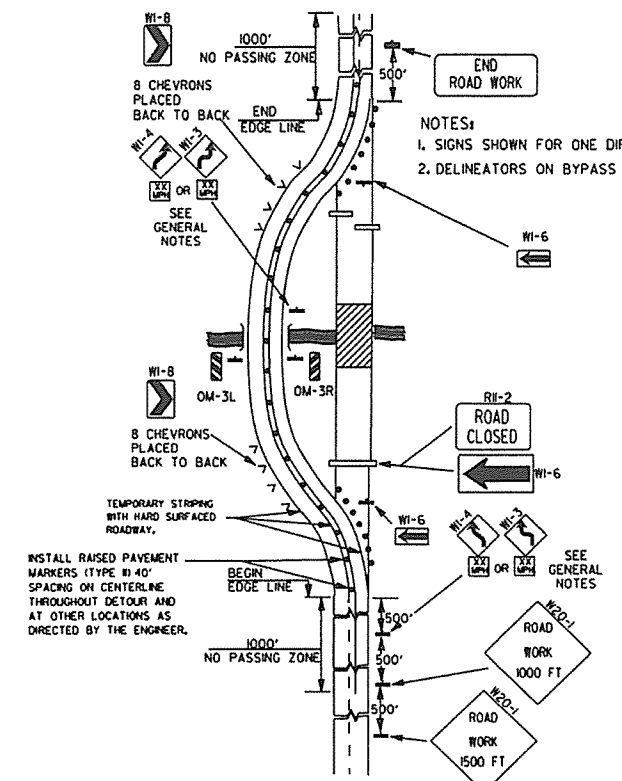 W1-8
1000'
NO PASSING ZONE
500'
END
ROAD WORK
8 CHEVRONS
PLACED
BACK TO BACK
END
EDGE LINE
NOTES:
1. SIGNS SHOWN FOR ONE DIR
2. DELINEATORS ON BYPASS
W1-4
W1-3
XX
MPH
OR
XX
MPH
SEE
GENERAL
NOTES
W1-6
W1-8
OM-3L
OM-3R
R11-2
ROAD
CLOSED
W1-6
8 CHEVRONS
PLACED
BACK TO BACK
TEMPORARY STRIPING
WITH HARD SURFACED
ROADWAY.
W1-6
W1-4
W1-3
XX
MPH
OR
XX
MPH
SEE
GENERAL
NOTES
INSTALL RAISED PAVEMENT
MARKERS (TYPE II) 40'
SPACING ON CENTERLINE
THROUGHOUT DETOUR AND
AT OTHER LOCATIONS AS
DIRECTED BY THE ENGINEER.
BEGIN
EDGE LINE
500'
1000'
NO PASSING ZONE
500'
W20-1
ROAD
WORK
1000 FT
500'
W20-1
ROAD
WORK
1500 FT